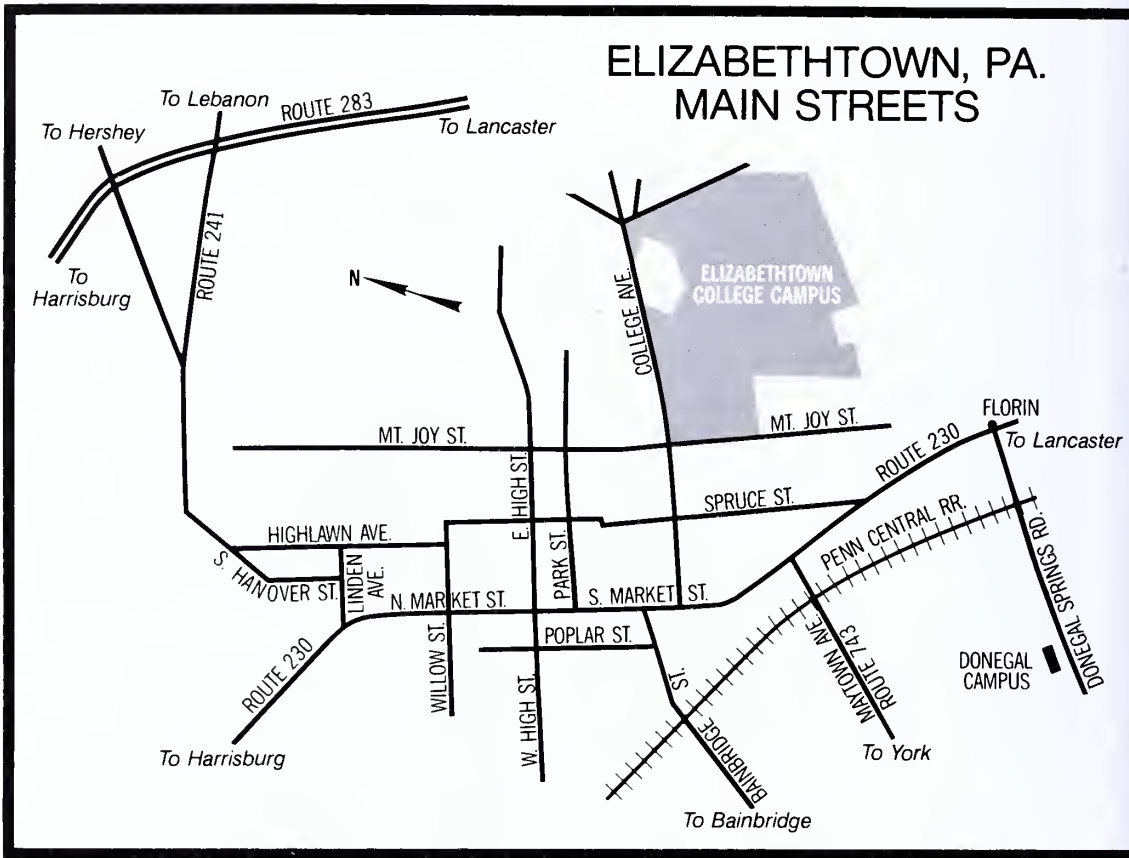 ELIZABETHTOWN, PA.
MAIN STREETS
To Lebanon
ROUTE 283
To Hershey
To Lancaster
ROUTE 241
To
Harrisburg
N
COLLEGE AVE.
ELIZABETHTOWN
COLLEGE CAMPUS
MT. JOY ST.
MT. JOY ST.
FLORIN
To Lancaster
ROUTE 230
E. HIGH ST.
SPRUCE ST.
PENN CENTRAL RR.
HIGHLAWN AVE.
S. HANOVER ST.
LINDEN
AVE.
PARK ST.
N. MARKET ST.
S. MARKET ST.
DONEGAL SPRINGS RD.
POPLAR ST.
ROUTE 230
WILLOW ST.
W. HIGH ST.
BAINBRIDGE ST.
MAYTOWN AVE.
ROUTE 743
DONEGAL
CAMPUS
To Harrisburg
To York
To Bainbridge